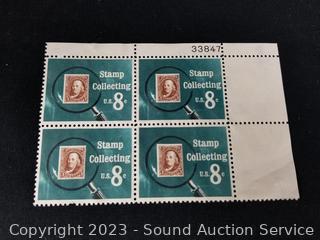 33847
Stamp
Collecting
U.S. 8c
Stamp
Collecting
U.S. 8c
Stamp
Collecting
U.S. 8c
Stamp
Collecting
U.S. 8c
Copyright 2023 - Sound Auction Service